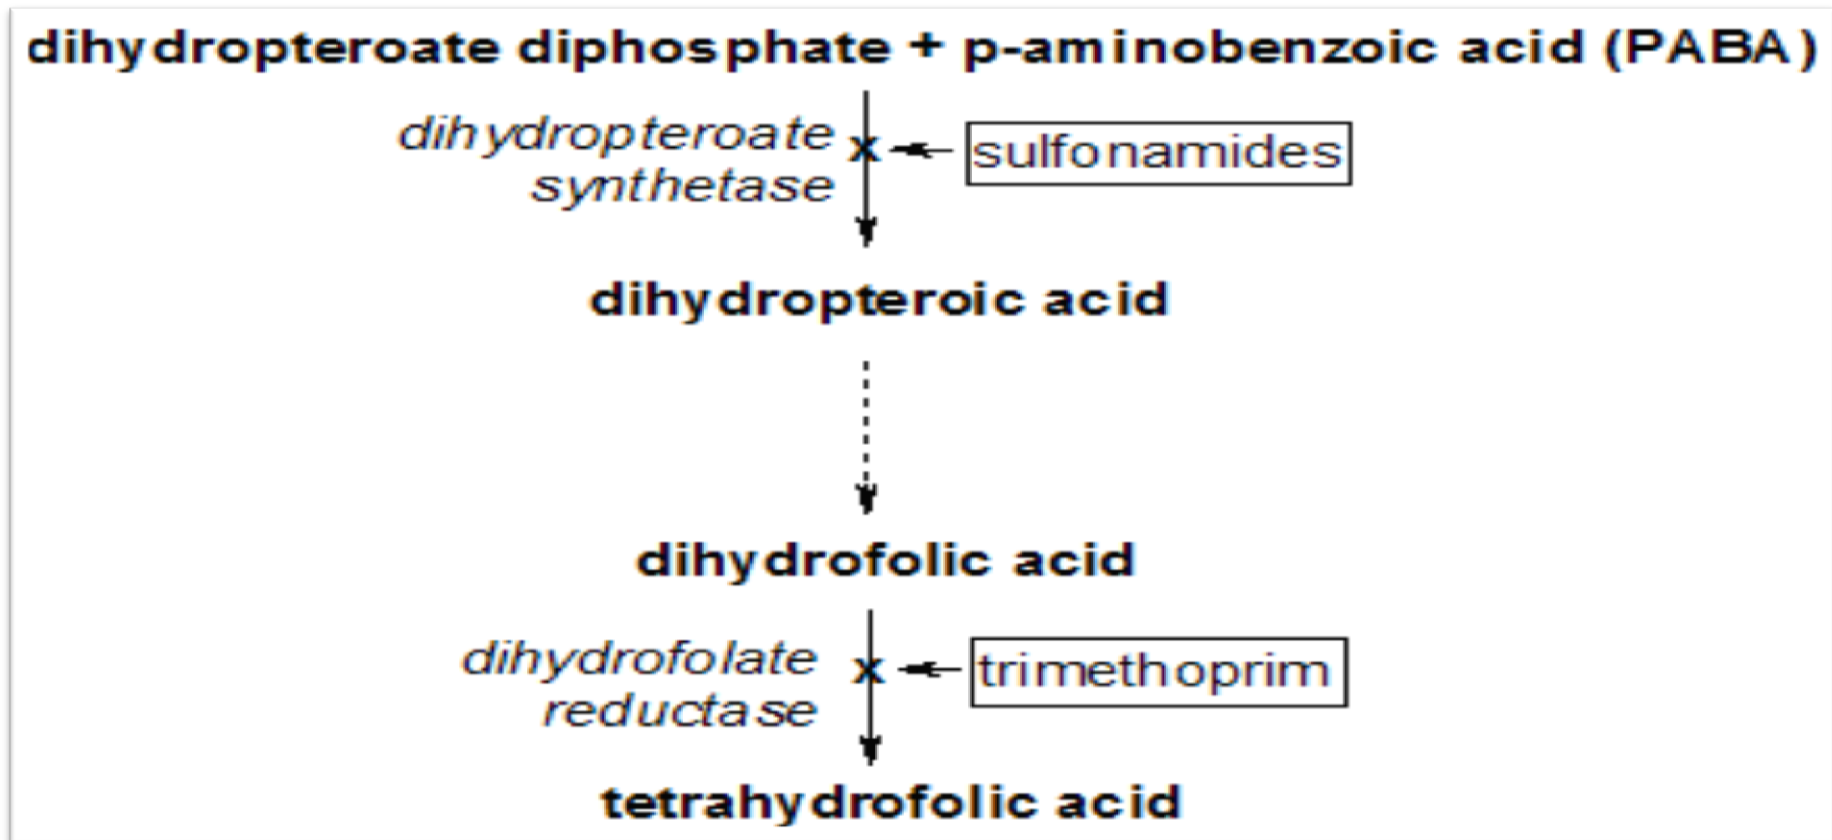 dihydropteroate diphosphate + p-aminobenzoic acid (PABA)
dihydropteroate
synthetase
x
sulfonamides
dihydropteroic acid
dihydrofolic acid
dihydrofolate
reductase
x
trimethoprim
tetrahydrofolic acid